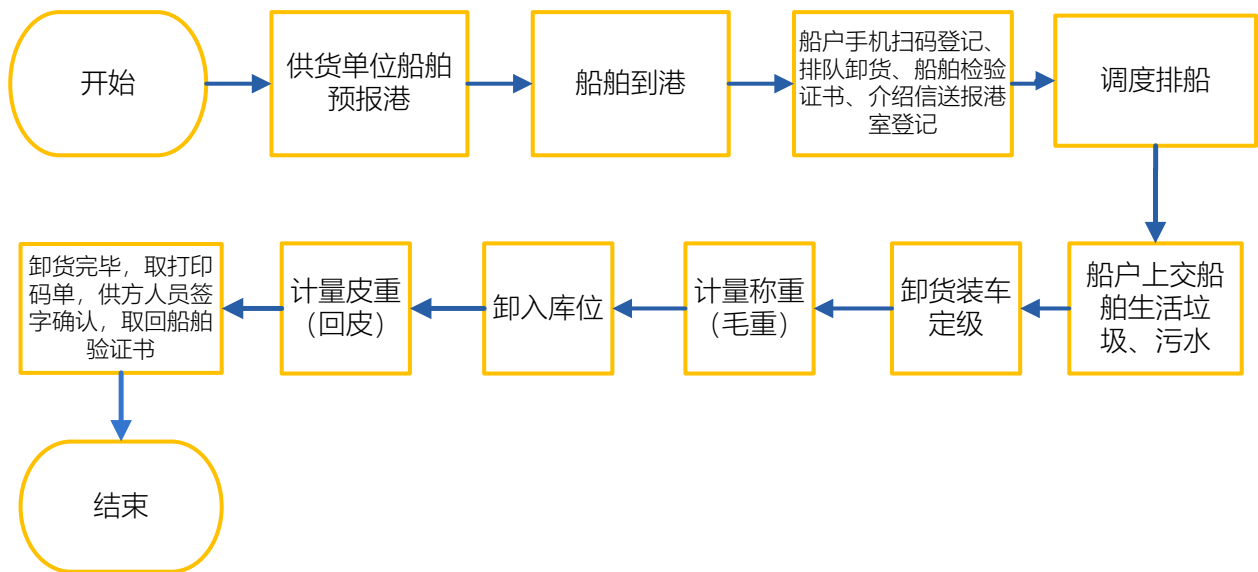 开始
供货单位船舶
预报港
船舶到港
船户手机扫码登记、
排队卸货、船舶检验
证书、介绍信送报港
室登记
调度排船
船户上交船
舶生活垃
圾、污水
卸货装车
定级
计量称重
（毛重）
卸入库位
计量皮重
（回皮）
卸货完毕，取打印
码单，供方人员签
字确认，取回船舶
验证书
结束